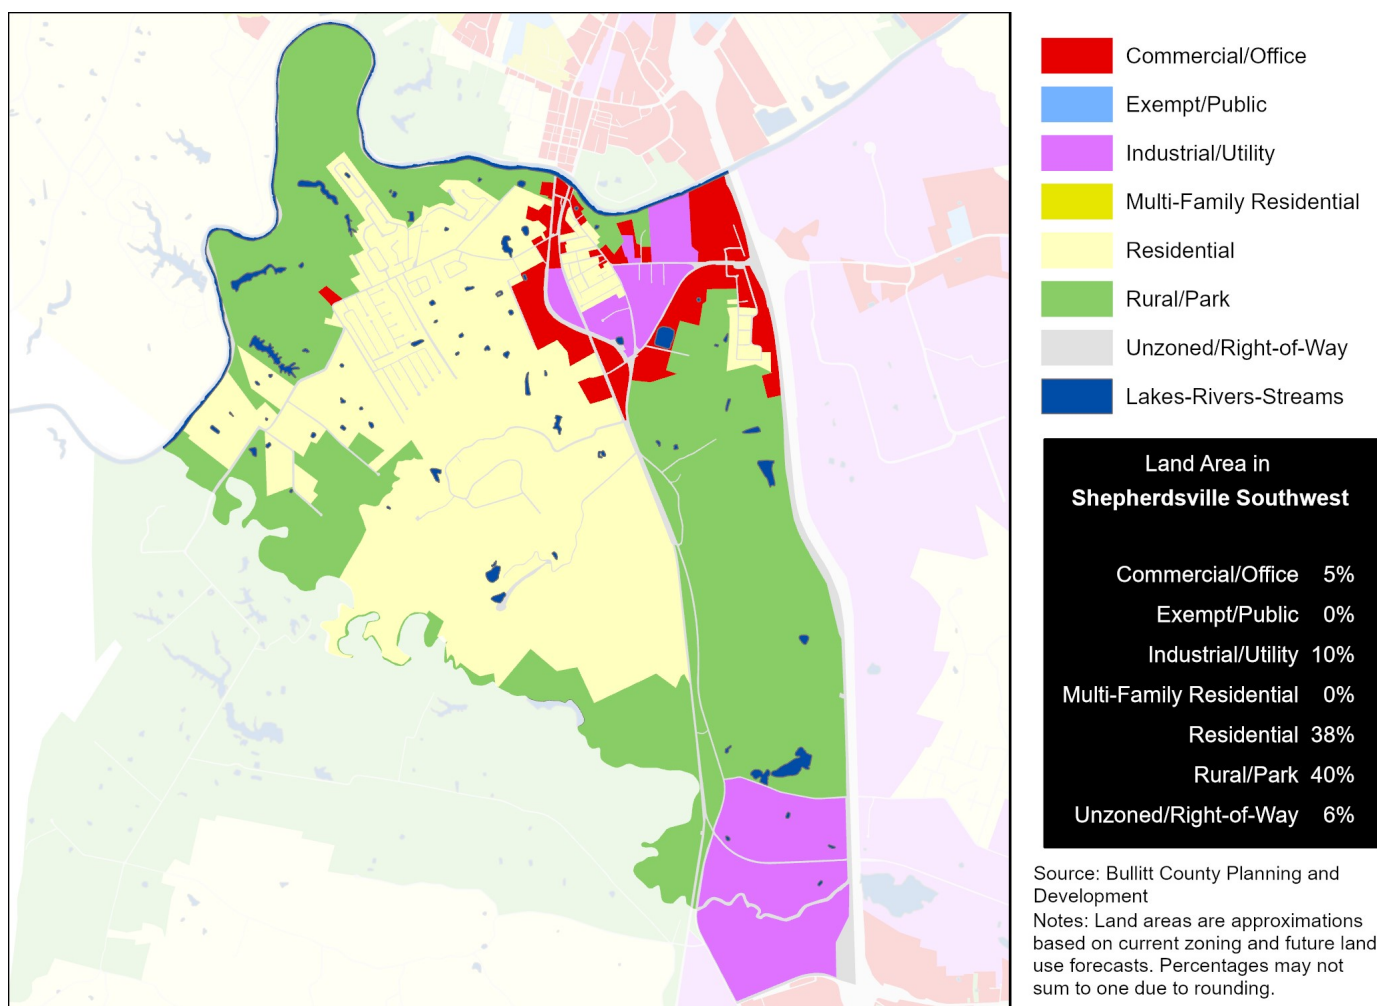 Commercial/Office
Exempt/Public
Industrial/Utility
Multi-Family Residential
Residential
Rural/Park
Unzoned/Right-of-Way
Lakes-Rivers-Streams
Land Area in
Shepherdsville Southwest
Commercial/Office 5%
Exempt/Public 0%
Industrial/Utility 10%
Multi-Family Residential 0%
Residential 38%
Rural/Park 40%
Unzoned/Right-of-Way 6%
Source: Bullitt County Planning and
Development
Notes: Land areas are approximations
based on current zoning and future land
use forecasts. Percentages may not
sum to one due to rounding.